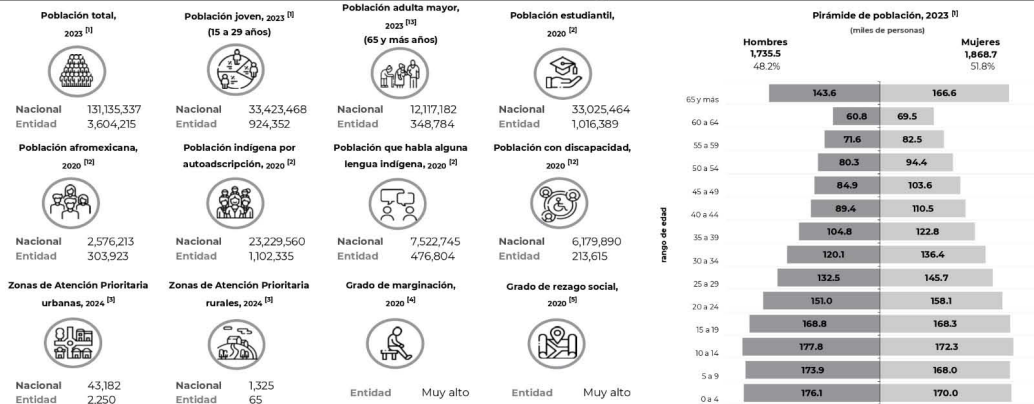 Población total,
2023 [1]
Nacional 131,135,337
Entidad 3,604,215
Población joven, 2023 [1]
(15 a 29 años)
Nacional 33,423,468
Entidad 924,352
Población adulta mayor,
2023 [13]
(65 y más años)
Nacional 12,117,182
Entidad 348,784
Población estudiantil,
2020 [2]
Nacional 33,025,464
Entidad 1,016,389
Población afromexicana,
2020 [12]
Nacional 2,576,213
Entidad 303,923
Población indígena por
autoadscripción, 2020 [2]
Nacional 23,229,560
Entidad 1,102,335
Población que habla alguna
lengua indígena, 2020 [2]
Nacional 7,522,745
Entidad 476,804
Población con discapacidad,
2020 [12]
Nacional 6,179,890
Entidad 213,615
Zonas de Atención Prioritaria
urbanas, 2024 [3]
Nacional 43,182
Entidad 2,250
Zonas de Atención Prioritaria
rurales, 2024 [3]
Nacional 1,325
Entidad 65
Grado de marginación,
2020 [4]
Entidad Muy alto
Grado de rezago social,
2020 [5]
Entidad Muy alto
Pirámide de población, 2023 [1]
(miles de personas)
Hombres Mujeres
1,735.5 1,868.7
48.2% 51.8%
rango de edad
65 y más 143.6 166.6
60 a 64 60.8 69.5
55 a 59 71.6 82.5
50 a 54 80.3 94.4
45 a 49 84.9 103.6
40 a 44 89.4 110.5
35 a 39 104.8 122.8
30 a 34 120.1 136.4
25 a 29 132.5 145.7
20 a 24 151.0 158.1
15 a 19 168.8 168.3
10 a 14 177.8 172.3
5 a 9 173.9 168.0
0 a 4 176.1 170.0